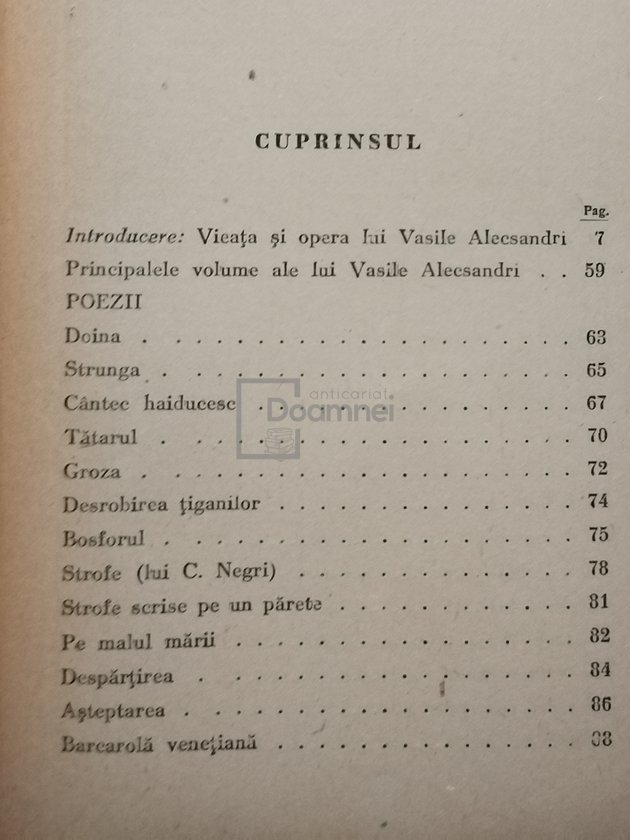 CUPRINSUL
Pag.
Introducere: Vieața și opera lui Vasile Alecsandri 7
Principalele volume ale lui Vasile Alecsandri . . 59
POEZII
Doina . . . . . . . . . . . . . . 63
Strunga . . . . . . . . . . . . . 65
Cântec haiducesc . . . . . . . . . . 67
anticariat
Doamnei
Tătarul . . . . . . . . . . . . . 70
Groza . . . . . . . . . . . . . . 72
Desrobirea țiganilor . . . . . . . . . 74
Bosforul . . . . . . . . . . . . . 75
Strofe (lui C. Negri) . . . . . . . . . 78
Strofe scrise pe un părete . . . . . . . 81
Pe malul mării . . . . . . . . . . . 82
Despărțirea . . . . . . . . . . . . 84
Așteptarea . . . . . . . . . . . . . 86
Barcarolă venețiană . . . . . . . . .